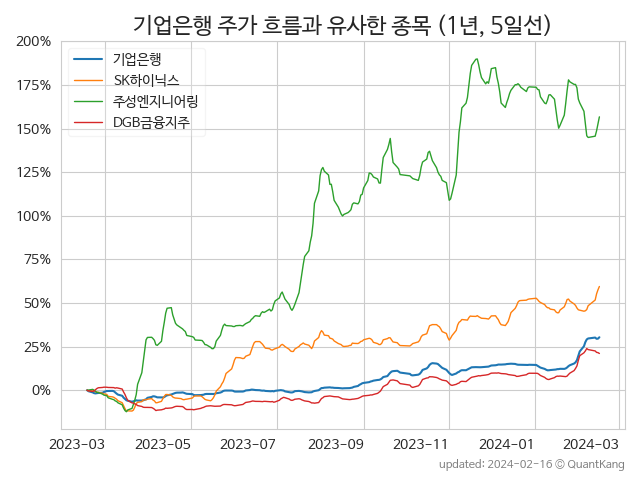 기업은행 주가 흐름과 유사한 종목 (1년, 5일선)
200%
175%
150%
125%
100%
75%
50%
25%
0%
기업은행
SK하이닉스
주성엔지니어링
DGB금융지주
2023-03 2023-05 2023-07 2023-09 2023-11 2024-01 2024-03
updated: 2024-02-16 © QuantKang